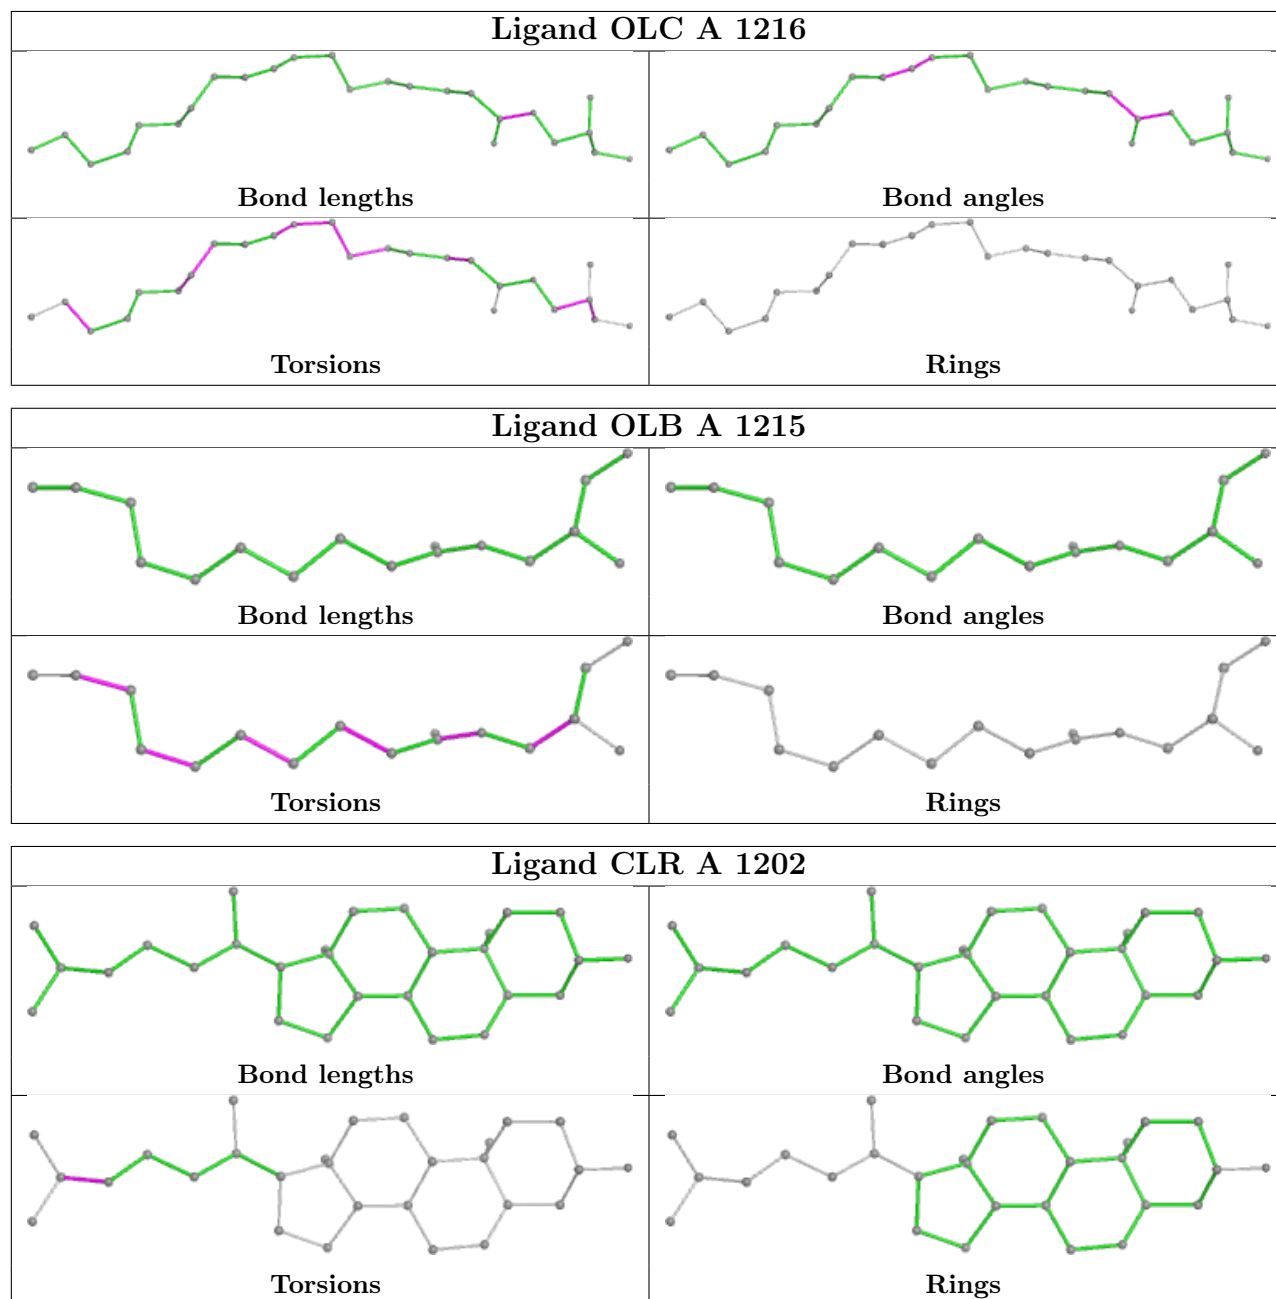 Ligand OLC A 1216
Bond lengths
Bond angles
Torsions
Rings
Ligand OLB A 1215
Bond lengths
Bond angles
Torsions
Rings
Ligand CLR A 1202
Bond lengths
Bond angles
Torsions
Rings